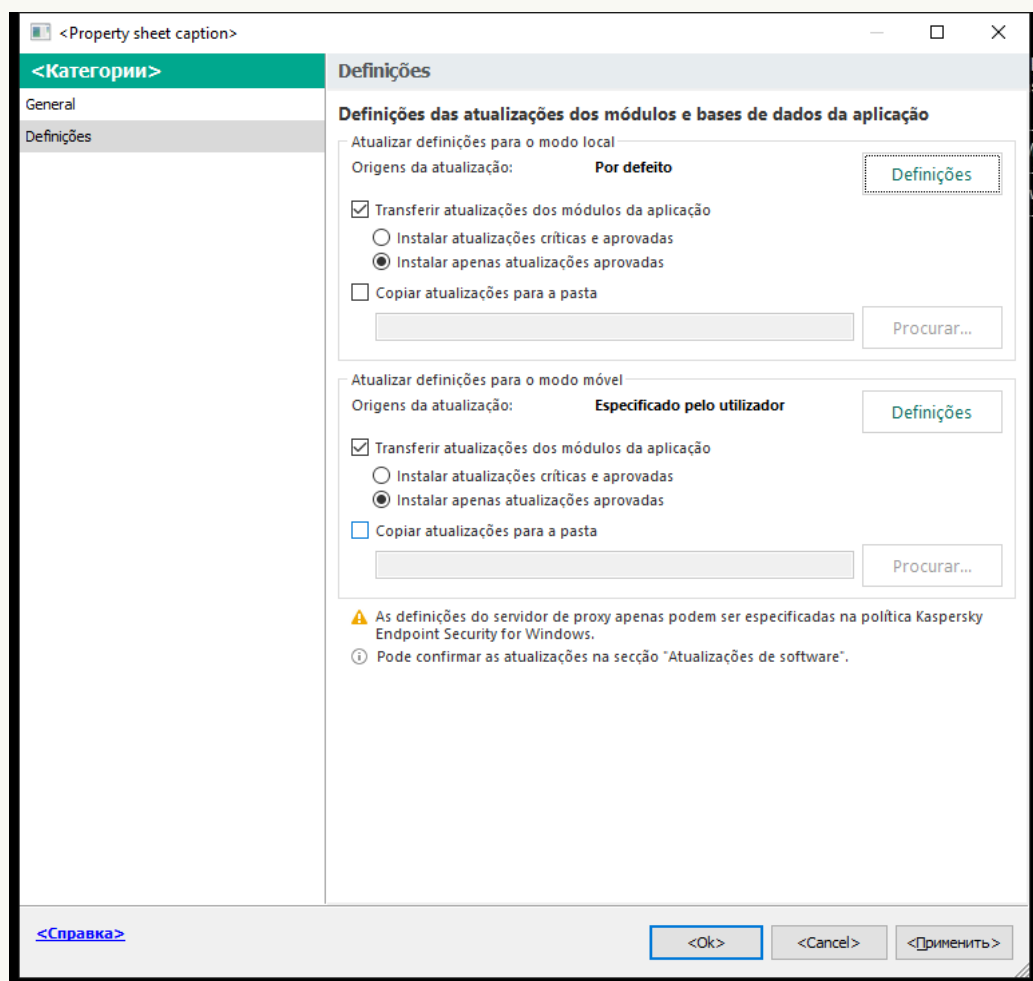 <Property sheet caption>
<Категории>
General
Definições
Definições
Definições das atualizações dos módulos e bases de dados da aplicação
Atualizar definições para o modo local
Origens da atualização: Por defeito
Definições
Transferir atualizações dos módulos da aplicação
Instalar atualizações críticas e aprovadas
Instalar apenas atualizações aprovadas
Copiar atualizações para a pasta
Procurar...
Atualizar definições para o modo móvel
Origens da atualização: Especificado pelo utilizador
Definições
Transferir atualizações dos módulos da aplicação
Instalar atualizações críticas e aprovadas
Instalar apenas atualizações aprovadas
Copiar atualizações para a pasta
Procurar...
As definições do servidor de proxy apenas podem ser especificadas na política Kaspersky
Endpoint Security for Windows.
Pode confirmar as atualizações na secção "Atualizações de software".
<Справка>
<Ok> <Cancel> <Применить>